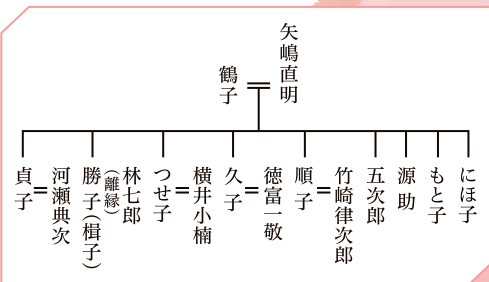 矢嶋直明
鶴子
にほ子
もと子
源助
五次郎
竹崎律次郎
順子
徳富一敬
久子
横井小楠
つせ子
林七郎
(離縁)
勝子(楫子)
河瀬典次
貞子